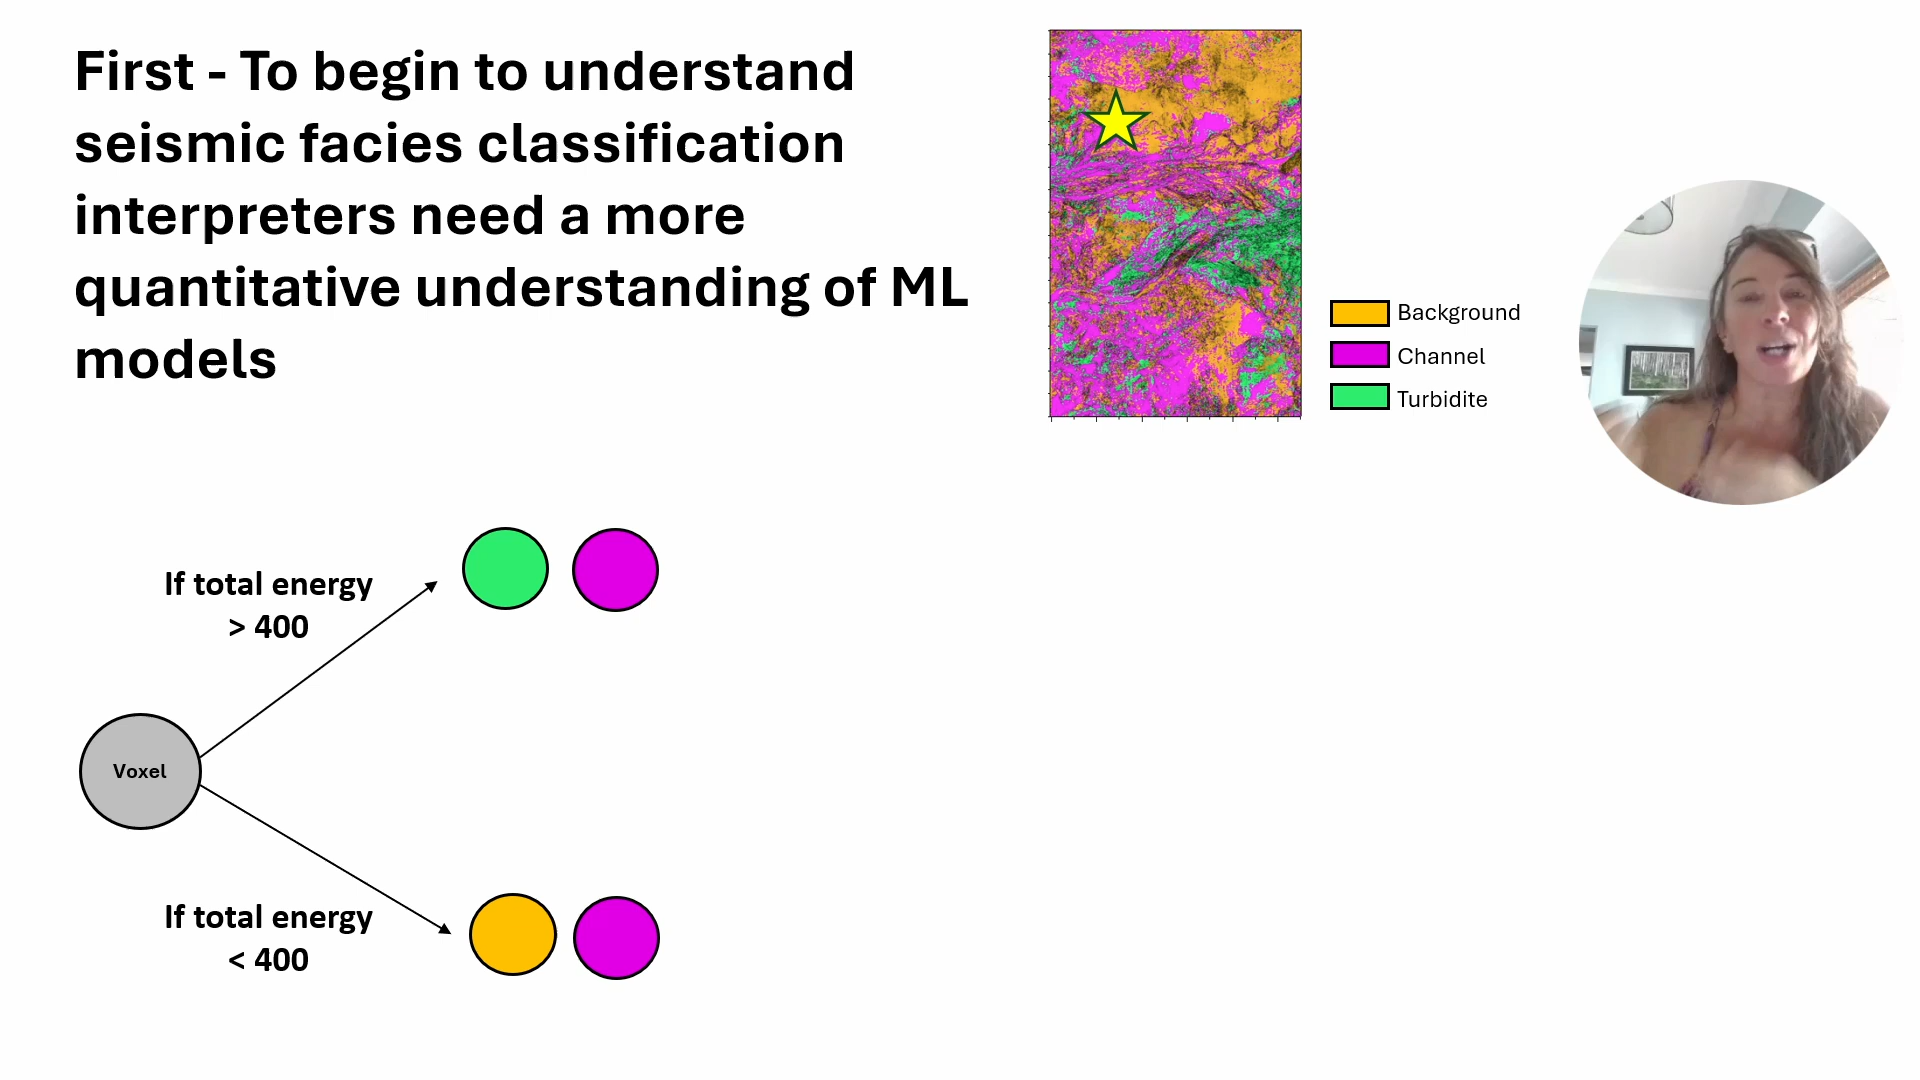 First - To begin to understand
seismic facies classification
interpreters need a more
quantitative understanding of ML
models
Background
Channel
Turbidite
If total energy
> 400
Voxel
If total energy
< 400